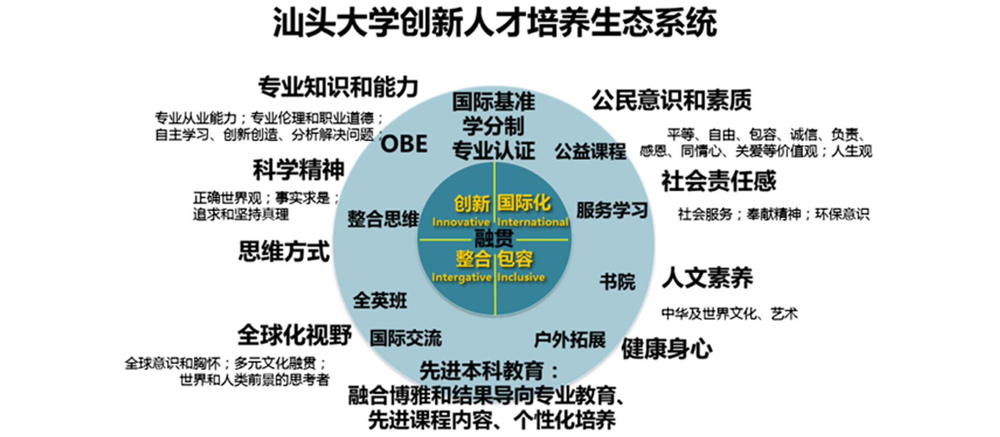 汕头大学创新人才培养生态系统
专业知识和能力
专业从业能力；专业伦理和职业道德；
自主学习、创新创造、分析解决问题；
科学精神
正确世界观；事实求是；
追求和坚持真理
思维方式
全球化视野
全球意识和胸怀；多元文化融贯；
世界和人类前景的思考者
国际基准
学分制
专业认证
OBE
公益课程
整合思维
服务学习
创新
国际化
Innovative
International
融贯
整合
包容
Intergative
Inclusive
全英班
书院
国际交流
户外拓展
先进本科教育：
融合博雅和结果导向专业教育、
先进课程内容、个性化培养
公民意识和素质
平等、自由、包容、诚信、负责、
感恩、同情心、关爱等价值观；人生观
社会责任感
社会服务；奉献精神；环保意识
人文素养
中华及世界文化、艺术
健康身心